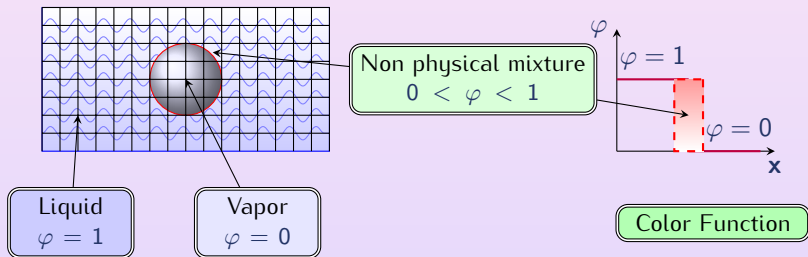 Non physical mixture
0 < φ < 1
Liquid
φ = 1
Vapor
φ = 0
φ
φ = 1
φ = 0
x
Color Function